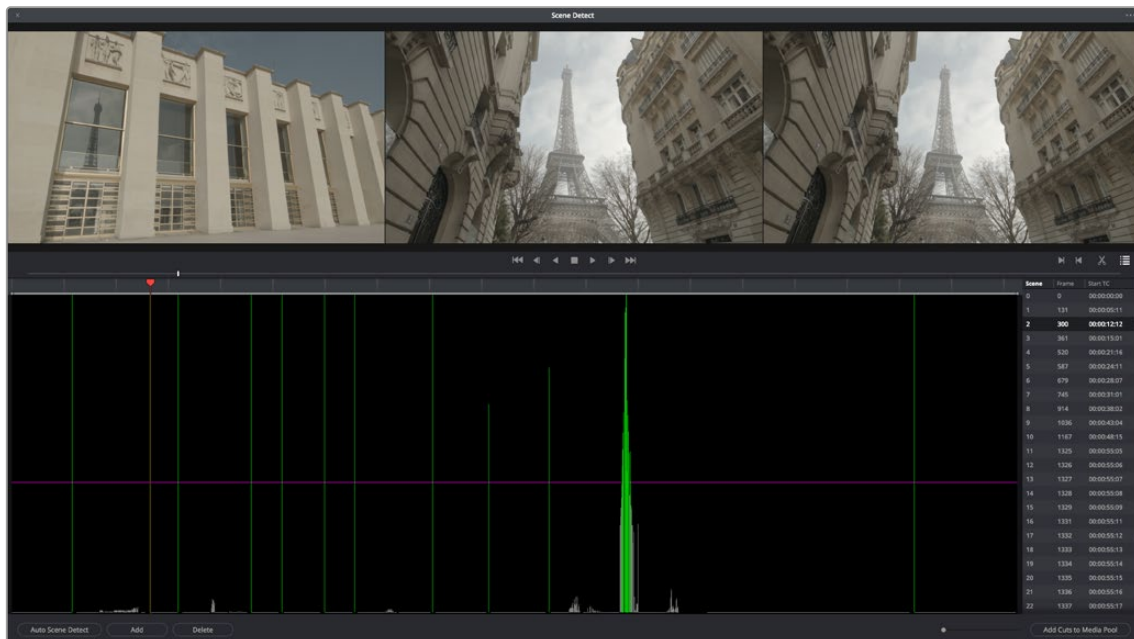 Scene Detect
Scene Frame Start TC
0 0 00:00:00:00
1 131 00:00:05:11
2 300 00:00:12:12
3 361 00:00:15:01
4 520 00:00:21:16
5 587 00:00:24:11
6 679 00:00:28:07
7 745 00:00:31:01
8 914 00:00:38:02
9 1036 00:00:43:04
10 1167 00:00:48:15
11 1325 00:00:55:05
12 1326 00:00:55:06
13 1327 00:00:55:07
14 1328 00:00:55:08
15 1329 00:00:55:09
16 1331 00:00:55:11
17 1332 00:00:55:12
18 1333 00:00:55:13
19 1334 00:00:55:14
20 1335 00:00:55:15
21 1336 00:00:55:16
22 1337 00:00:55:17
Auto Scene Detect Add Delete Add Cuts to Media Pool